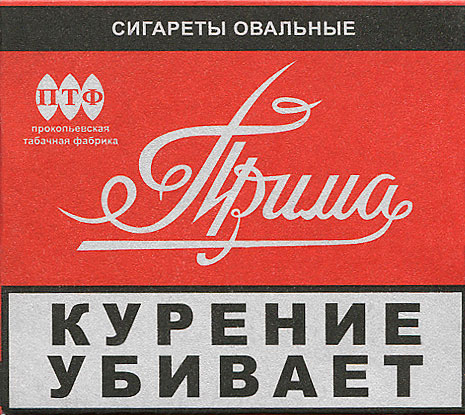 СИГАРЕТЫ ОВАЛЬНЫЕ
ПТФ
прокопьевская
табачная фабрика
Прима
КУРЕНИЕ
УБИВАЕТ